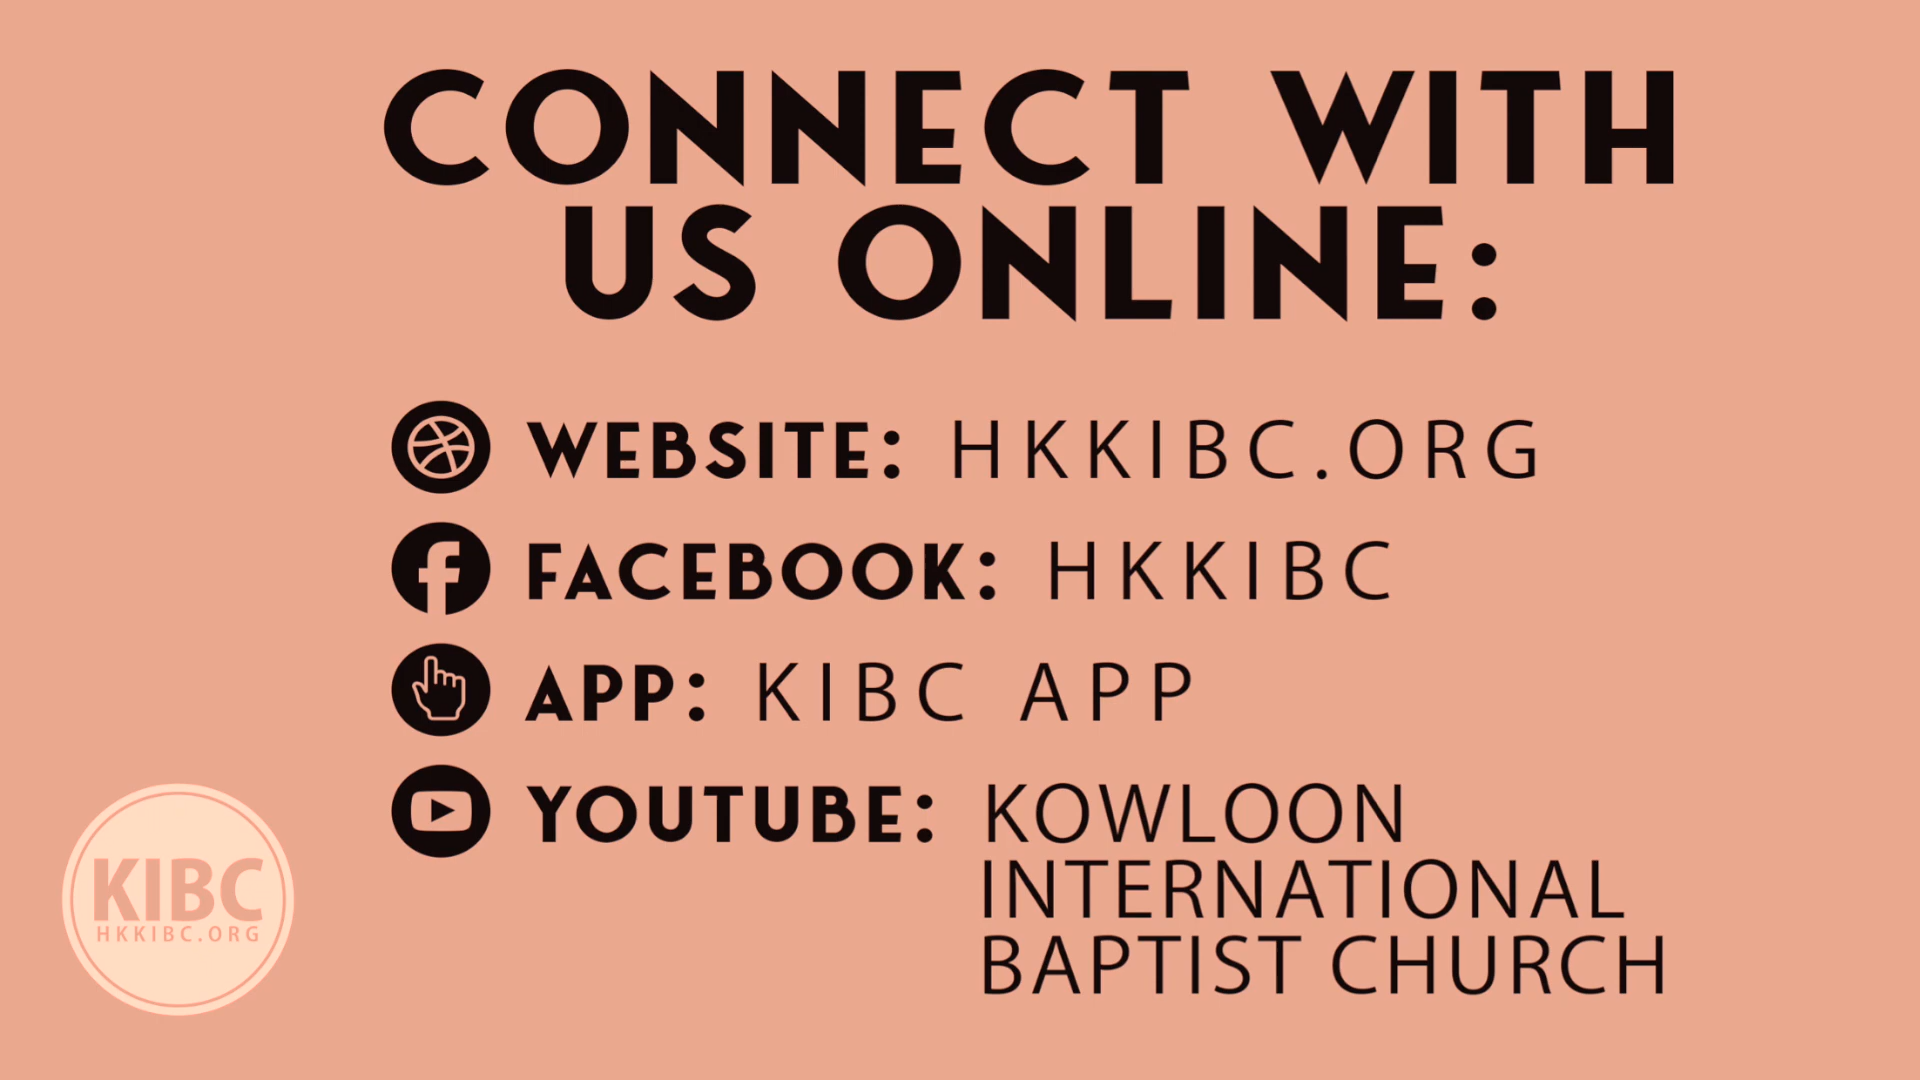 CONNECT WITH
US ONLINE:
WEBSITE: HKKIBC.ORG
FACEBOOK: HKKIBC
APP: KIBC APP
YOUTUBE: KOWLOON
INTERNATIONAL
BAPTIST CHURCH
KIBC
HKKIBC.ORG